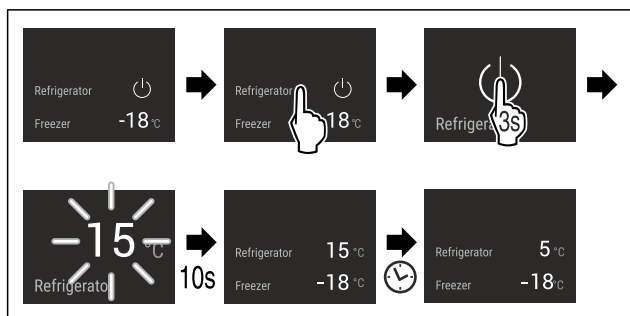 Refrigerator
Freezer -18 °C
Refrigerator
Freezer 18 °C
Refrigera 3s
15 °C
Refrigerato
10s
Refrigerator 15 °C
Freezer -18 °C
Refrigerator 5 °C
Freezer -18°C